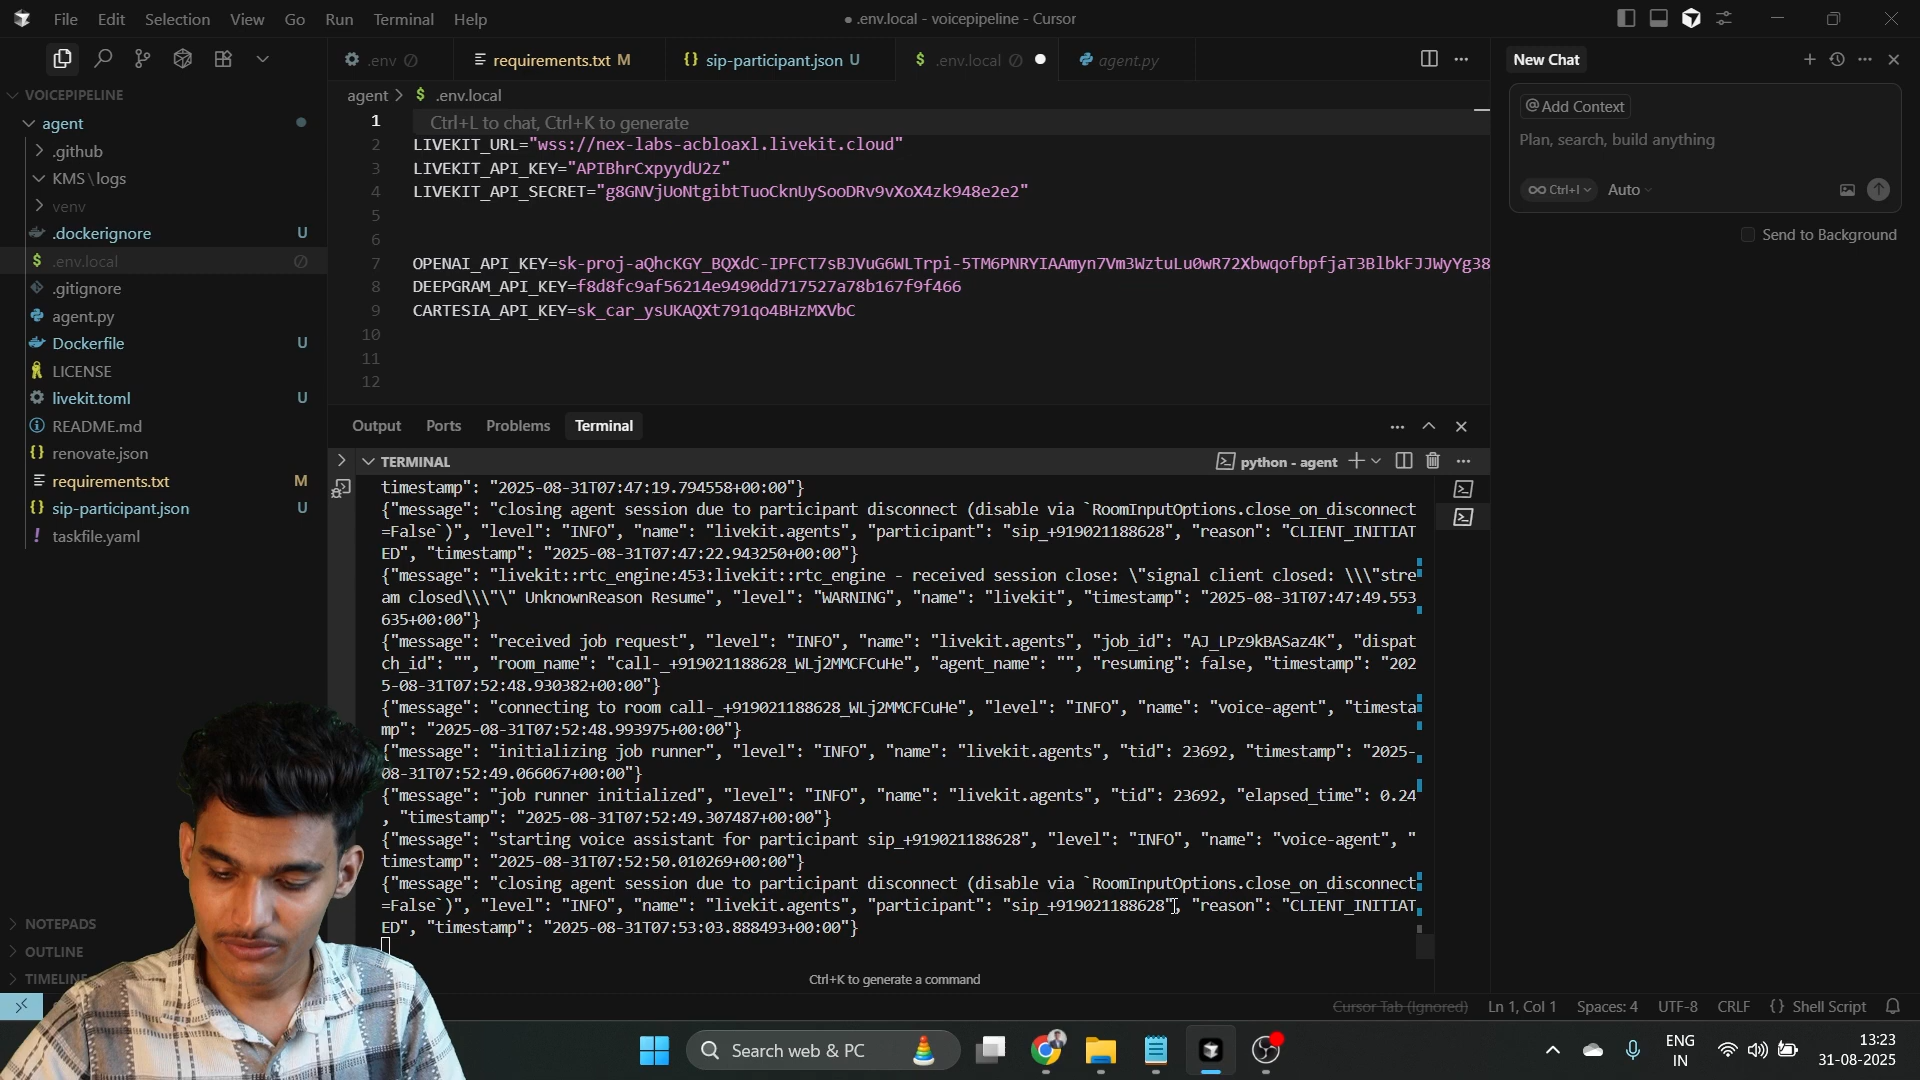 File Edit Selection View Go Run Terminal Help
● .env.local - voicepipeline - Cursor
.env
requirements.txt M
{} sip-participant.json U
$ .env.local
agent.py
New Chat
VOICEPIPELINE
agent > $ .env.local
@ Add Context
Plan, search, build anything
∞ Ctrl+I Auto
Send to Background
agent
.github
KMS\logs
venv
.dockerignore U
$ .env.local
.gitignore
agent.py
Dockerfile U
LICENSE
livekit.toml U
README.md
renovate.json
requirements.txt M
{} sip-participant.json U
! taskfile.yaml
NOTEPADS
OUTLINE
TIMELINE
1 Ctrl+L to chat, Ctrl+K to generate
2 LIVEKIT_URL="wss://nex-labs-acbloaxl.livekit.cloud"
3 LIVEKIT_API_KEY="APIBhrCxpyydU2z"
4 LIVEKIT_API_SECRET="g8GNVjUoNtgibtTuoCknUySooDRv9vXoX4zk948e2e2"
5
6
7 OPENAI_API_KEY=sk-proj-aQhcKGY_BQXdC-IPFCT7sBJVuG6WLTrpi-5TM6PNRYIAAmyn7Vm3WztuLu0wR72XbwqofbpfjaT3BlbkFJJWyYg38
8 DEEPGRAM_API_KEY=f8d8fc9af56214e9490dd717527a78b167f9f466
9 CARTESIA_API_KEY=sk_car_ysUKAQXt791qo4BHzMXVbC
10
11
12
Output Ports Problems Terminal
TERMINAL
python - agent
timestamp": "2025-08-31T07:47:19.794558+00:00"}
{"message": "closing agent session due to participant disconnect (disable via `RoomInputOptions.close_on_disconnect
=False`)", "level": "INFO", "name": "livekit.agents", "participant": "sip_+919021188628", "reason": "CLIENT_INITIAT
ED", "timestamp": "2025-08-31T07:47:22.943250+00:00"}
{"message": "livekit::rtc_engine:453:livekit::rtc_engine - received session close: \"signal client closed: \\\"stre
am closed\\\"\" UnknownReason Resume", "level": "WARNING", "name": "livekit", "timestamp": "2025-08-31T07:47:49.553
635+00:00"}
{"message": "received job request", "level": "INFO", "name": "livekit.agents", "job_id": "AJ_LPz9kBASaz4K", "dispat
ch_id": "", "room_name": "call-_+919021188628_WLj2MMCFCuHe", "agent_name": "", "resuming": false, "timestamp": "202
5-08-31T07:52:48.930382+00:00"}
{"message": "connecting to room call-_+919021188628_WLj2MMCFCuHe", "level": "INFO", "name": "voice-agent", "timesta
mp": "2025-08-31T07:52:48.993975+00:00"}
{"message": "initializing job runner", "level": "INFO", "name": "livekit.agents", "tid": 23692, "timestamp": "2025-
08-31T07:52:49.066067+00:00"}
{"message": "job runner initialized", "level": "INFO", "name": "livekit.agents", "tid": 23692, "elapsed_time": 0.24
, "timestamp": "2025-08-31T07:52:49.307487+00:00"}
{"message": "starting voice assistant for participant sip_+919021188628", "level": "INFO", "name": "voice-agent", "
timestamp": "2025-08-31T07:52:50.010269+00:00"}
{"message": "closing agent session due to participant disconnect (disable via `RoomInputOptions.close_on_disconnect
=False`)", "level": "INFO", "name": "livekit.agents", "participant": "sip_+919021188628", "reason": "CLIENT_INITIAT
ED", "timestamp": "2025-08-31T07:53:03.888493+00:00"}
Ctrl+K to generate a command
Cursor Tab (Ignored) Ln 1, Col 1 Spaces: 4 UTF-8 CRLF {} Shell Script
Search web & PC
ENG
IN
13:23
31-08-2025